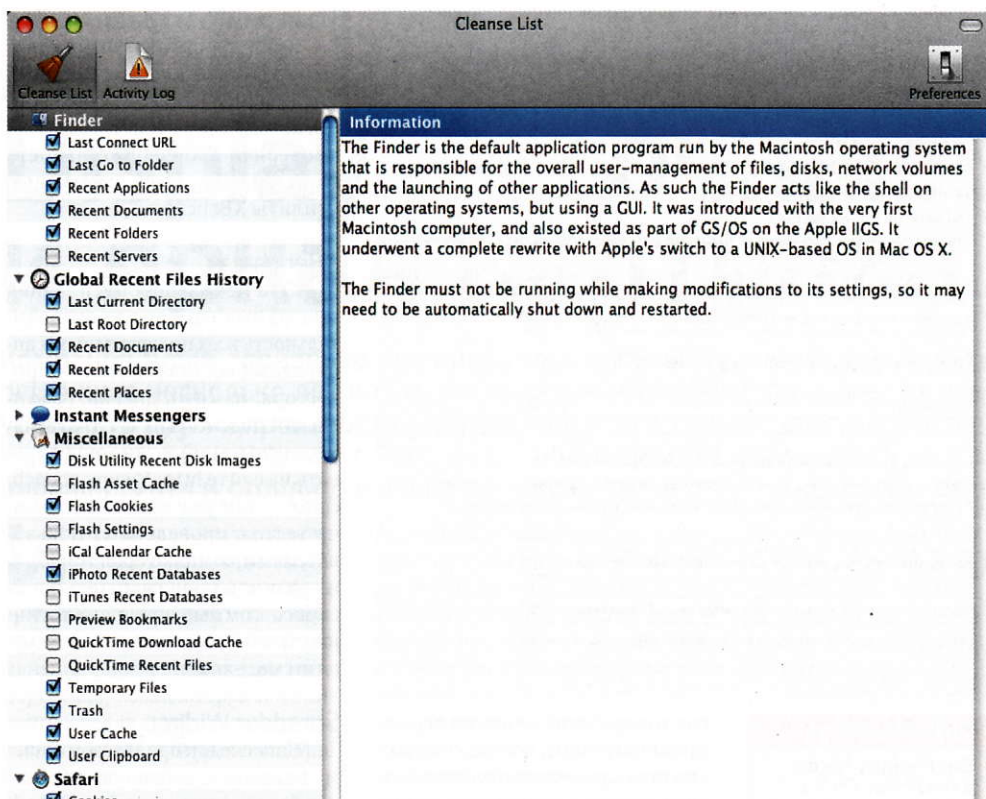 Cleanse List
Cleanse List
Activity Log
Preferences
Finder
Last Connect URL
Last Go to Folder
Recent Applications
Recent Documents
Recent Folders
Recent Servers
Global Recent Files History
Last Current Directory
Last Root Directory
Recent Documents
Recent Folders
Recent Places
Instant Messengers
Miscellaneous
Disk Utility Recent Disk Images
Flash Asset Cache
Flash Cookies
Flash Settings
iCal Calendar Cache
iPhoto Recent Databases
iTunes Recent Databases
Preview Bookmarks
QuickTime Download Cache
QuickTime Recent Files
Temporary Files
Trash
User Cache
User Clipboard
Safari
Cookies
Information
The Finder is the default application program run by the Macintosh operating system
that is responsible for the overall user-management of files, disks, network volumes
and the launching of other applications. As such the Finder acts like the shell on
other operating systems, but using a GUI. It was introduced with the very first
Macintosh computer, and also existed as part of GS/OS on the Apple IIGS. It
underwent a complete rewrite with Apple's switch to a UNIX-based OS in Mac OS X.
The Finder must not be running while making modifications to its settings, so it may
need to be automatically shut down and restarted.